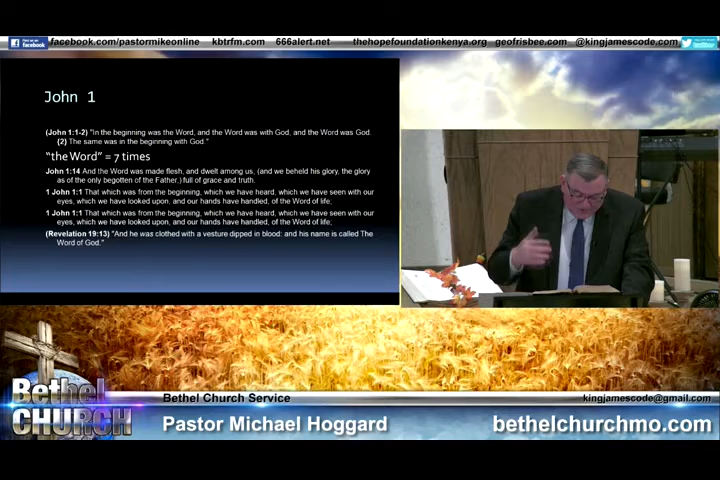 facebook.com/pastormikeonline kbtrfm.com 666alert.net thehopefoundationkenya.org geofrisbee.com @kingjamescode.com
John 1
(John 1:1-2) "In the beginning was the Word, and the Word was with God, and the Word was God.
(2) The same was in the beginning with God."
"the Word" = 7 times
John 1:14 And the Word was made flesh, and dwelt among us, (and we beheld his glory, the glory
as of the only begotten of the Father,) full of grace and truth.
1 John 1:1 That which was from the beginning, which we have heard, which we have seen with our
eyes, which we have looked upon, and our hands have handled, of the Word of life;
1 John 1:1 That which was from the beginning, which we have heard, which we have seen with our
eyes, which we have looked upon, and our hands have handled, of the Word of life;
(Revelation 19:13) "And he was clothed with a vesture dipped in blood: and his name is called The
Word of God."
Bethel
CHURCH
Bethel Church Service kingjamescode@gmail.com
Pastor Michael Hoggard bethelchurchmo.com